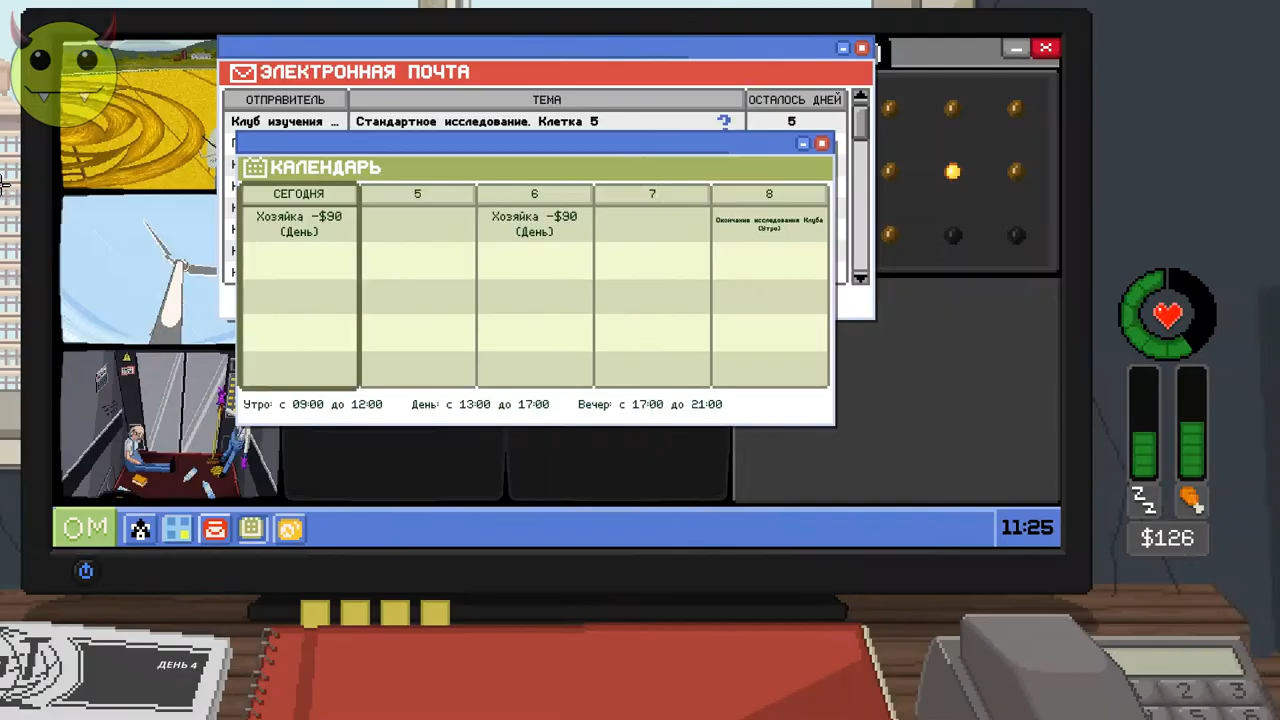 ЭЛЕКТРОННАЯ ПОЧТА
ОТПРАВИТЕЛЬ ТЕМА ОСТАЛОСЬ ДНЕЙ
Клуб изучения ... Стандартное исследование. Клетка 5 ? 5
КАЛЕНДАРЬ
СЕГОДНЯ 5 6 7 8
Хозяйка -$90 Хозяйка -$90 Окончание исследования Клуба
(День) (День) (Утро)
Утро: с 09:00 до 12:00 День: с 13:00 до 17:00 Вечер: с 17:00 до 21:00
OM 11:25
$126
ДЕНЬ 4
2 3